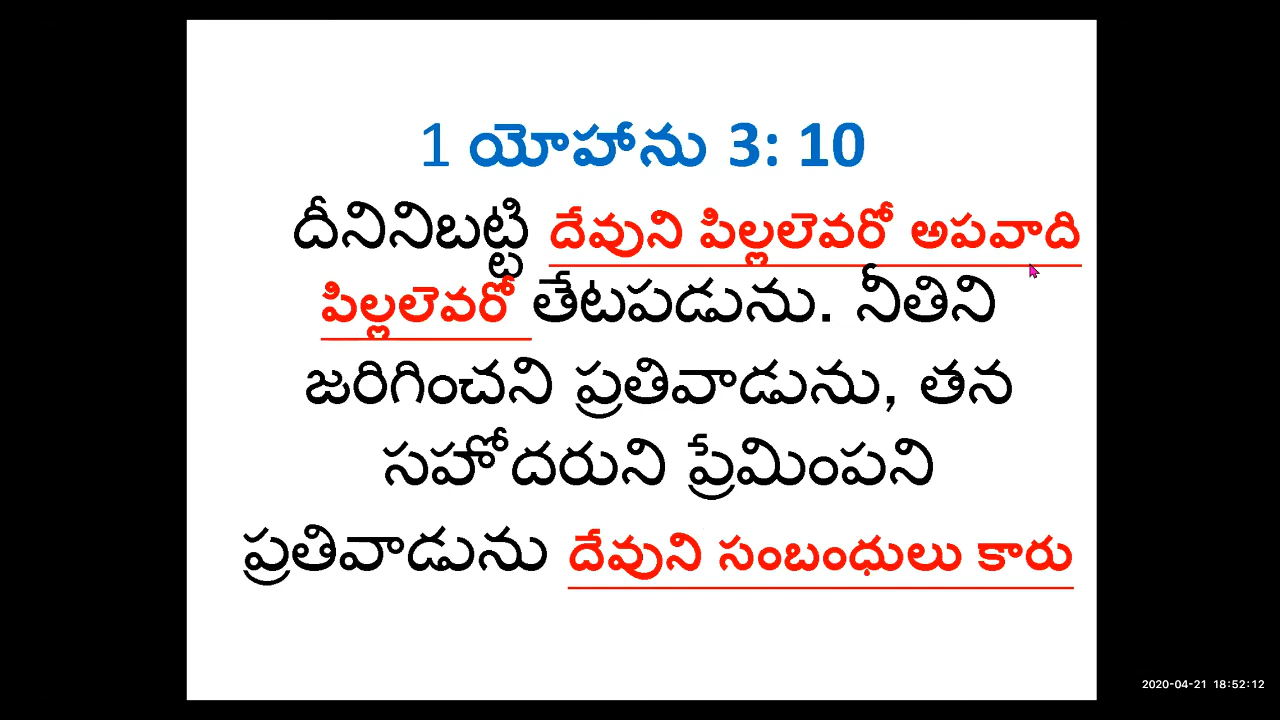 1 యోహాను 3: 10
దీనినిబట్టి దేవుని పిల్లలెవరో అపవాది
పిల్లలెవరో తేటపడును. నీతిని
జరిగించని ప్రతివాడును, తన
సహోదరుని ప్రేమింపని
ప్రతివాడును దేవుని సంబంధులు కారు
2020-04-21 18:52:12